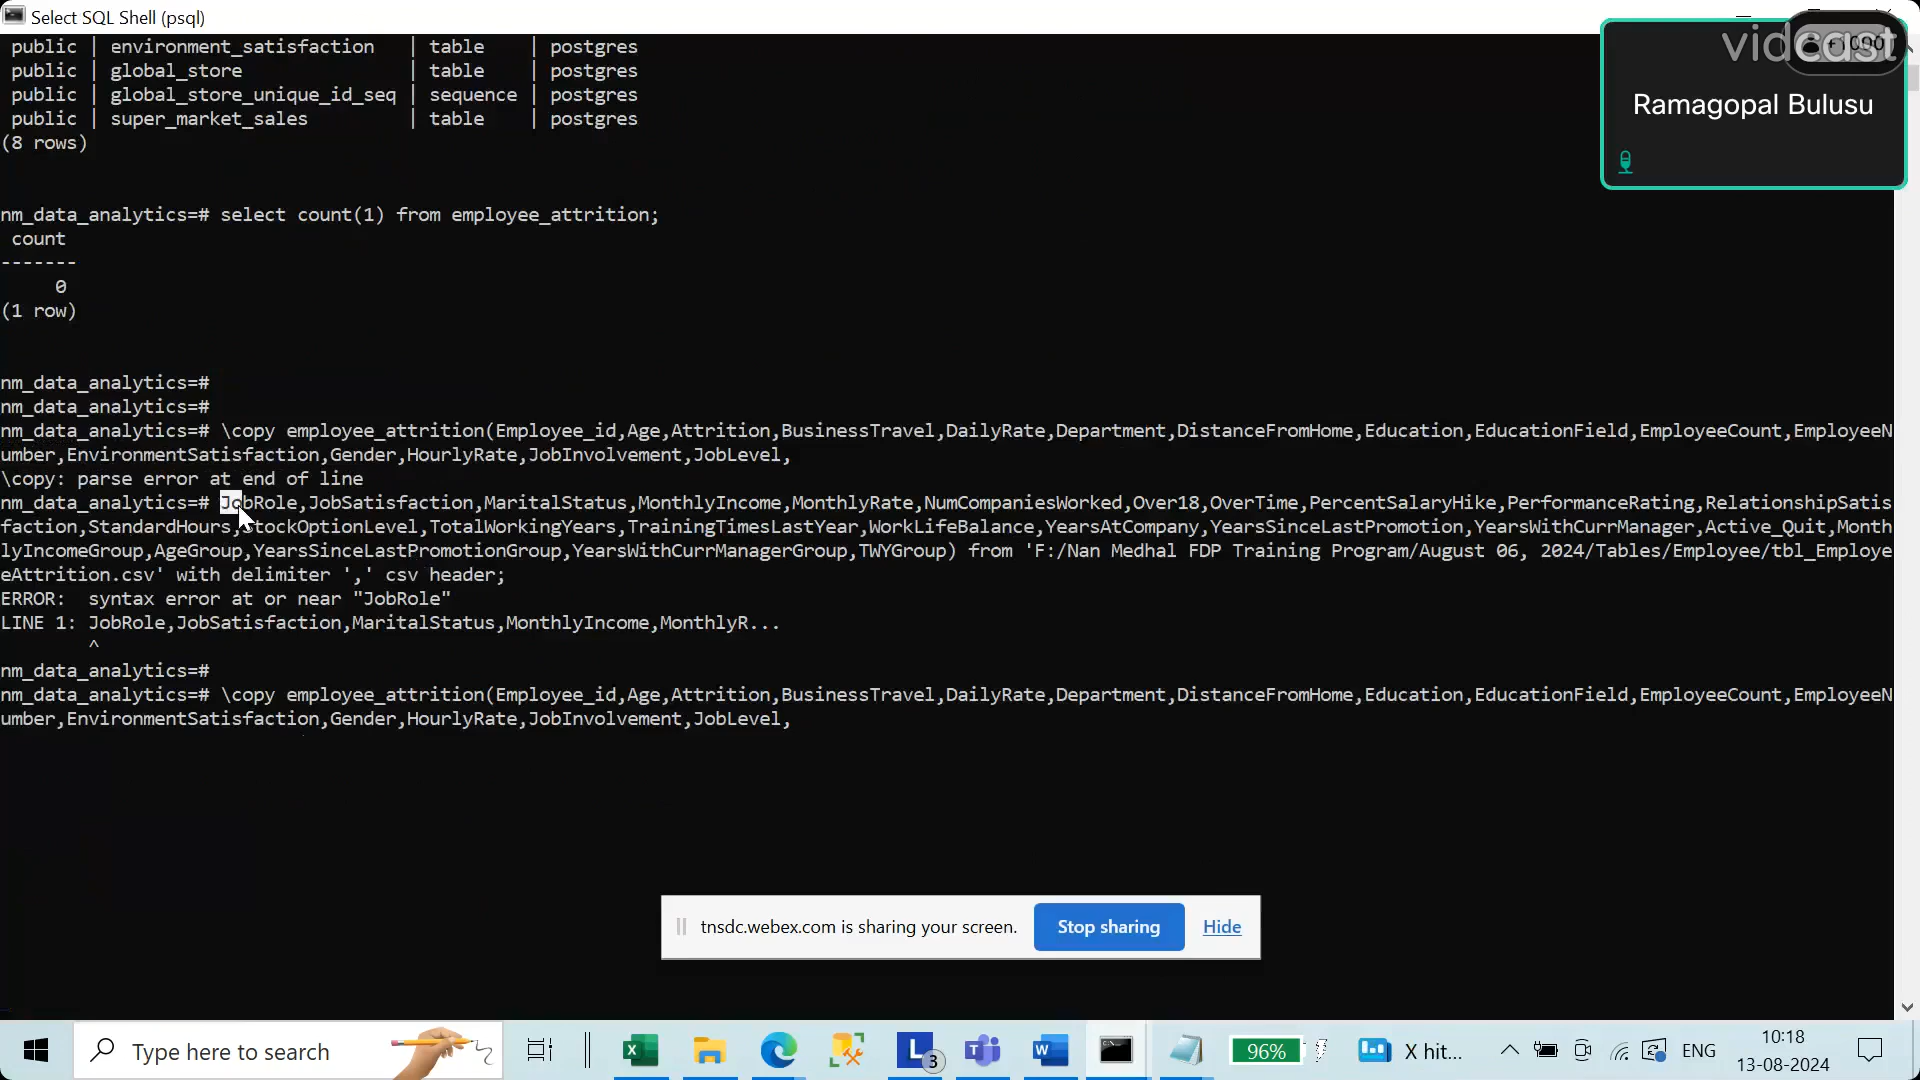 Select SQL Shell (psql)
public | environment_satisfaction | table | postgres
public | global_store | table | postgres
public | global_store_unique_id_seq | sequence | postgres
public | super_market_sales | table | postgres
(8 rows)
nm_data_analytics=# select count(1) from employee_attrition;
count
-------
0
(1 row)
nm_data_analytics=#
nm_data_analytics=#
nm_data_analytics=# \copy employee_attrition(Employee_id,Age,Attrition,BusinessTravel,DailyRate,Department,DistanceFromHome,Education,EducationField,EmployeeCount,EmployeeN
umber,EnvironmentSatisfaction,Gender,HourlyRate,JobInvolvement,JobLevel,
\copy: parse error at end of line
nm_data_analytics=# JobRole,JobSatisfaction,MaritalStatus,MonthlyIncome,MonthlyRate,NumCompaniesWorked,Over18,OverTime,PercentSalaryHike,PerformanceRating,RelationshipSatis
faction,StandardHours,StockOptionLevel,TotalWorkingYears,TrainingTimesLastYear,WorkLifeBalance,YearsAtCompany,YearsSinceLastPromotion,YearsWithCurrManager,Active_Quit,Month
lyIncomeGroup,AgeGroup,YearsSinceLastPromotionGroup,YearsWithCurrManagerGroup,TWYGroup) from 'F:/Nan Medhal FDP Training Program/August 06, 2024/Tables/Employee/tbl_Employe
eAttrition.csv' with delimiter ',' csv header;
ERROR:  syntax error at or near "JobRole"
LINE 1: JobRole,JobSatisfaction,MaritalStatus,MonthlyIncome,MonthlyR...
^
nm_data_analytics=#
nm_data_analytics=# \copy employee_attrition(Employee_id,Age,Attrition,BusinessTravel,DailyRate,Department,DistanceFromHome,Education,EducationField,EmployeeCount,EmployeeN
umber,EnvironmentSatisfaction,Gender,HourlyRate,JobInvolvement,JobLevel,
vidcast
Ramagopal Bulusu
tnsdc.webex.com is sharing your screen.
Stop sharing
Hide
Type here to search
3
96%
X hit...
ENG
10:18
13-08-2024